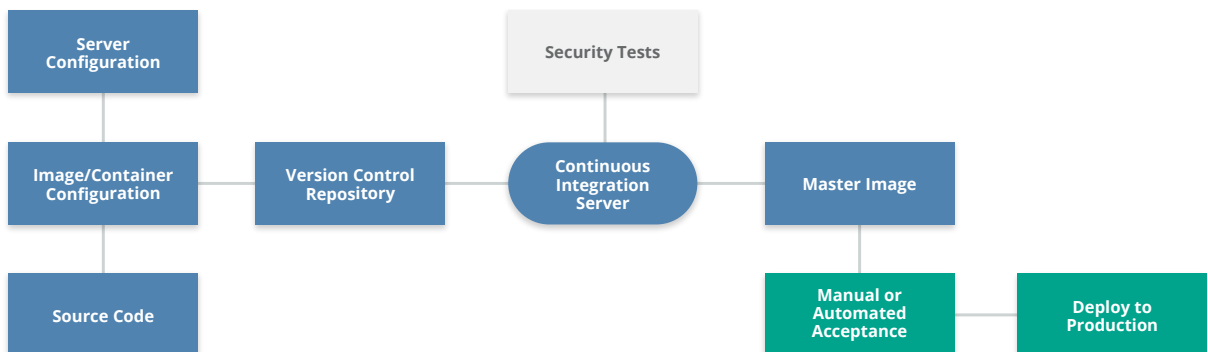 Server
Configuration
Security Tests
Image/Container
Configuration
Version Control
Repository
Continuous
Integration
Server
Master Image
Source Code
Manual or
Automated
Acceptance
Deploy to
Production